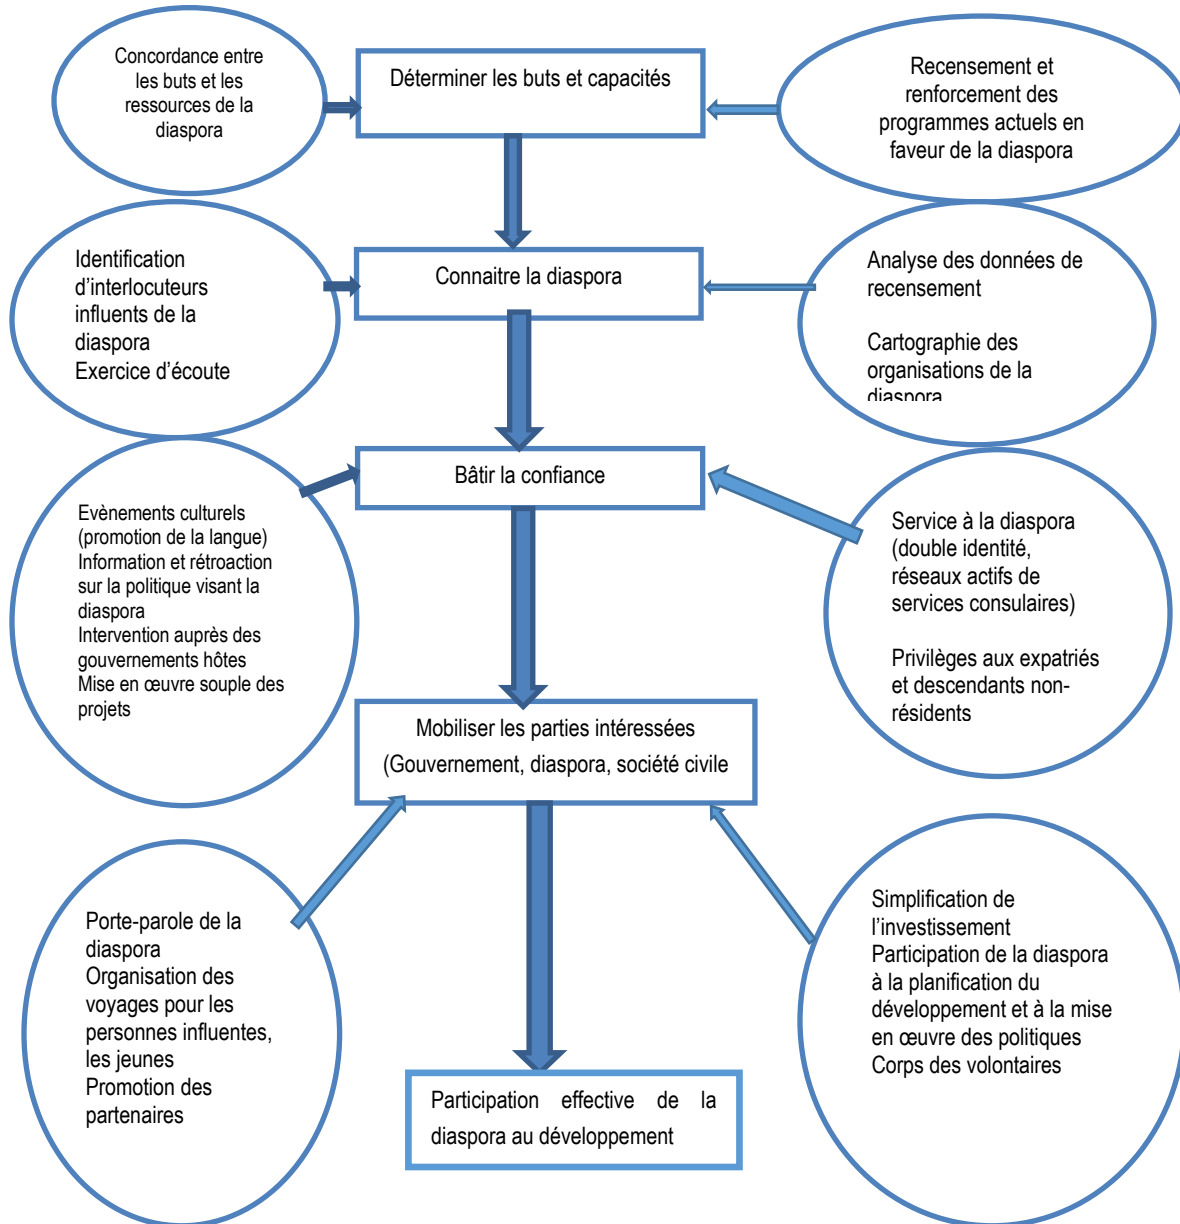 Concordance entre
les buts et les
ressources de la
diaspora
Déterminer les buts et capacités
Recensement et
renforcement des
programmes actuels en
faveur de la diaspora
Identification
d’interlocuteurs
influents de la
diaspora
Exercice d’écoute
Connaitre la diaspora
Analyse des données de
recensement
Cartographie des
organisations de la
diaspora
Evènements culturels
(promotion de la langue)
Information et rétroaction
sur la politique visant la
diaspora
Intervention auprès des
gouvernements hôtes
Mise en œuvre souple des
projets
Bâtir la confiance
Service à la diaspora
(double identité,
réseaux actifs de
services consulaires)
Privilèges aux expatriés
et descendants non-
résidents
Mobiliser les parties intéressées
(Gouvernement, diaspora, société civile
Porte-parole de la
diaspora
Organisation des
voyages pour les
personnes influentes,
les jeunes
Promotion des
partenaires
Simplification de
l’investissement
Participation de la diaspora
à la planification du
développement et à la mise
en œuvre des politiques
Corps des volontaires
Participation effective de la
diaspora au développement